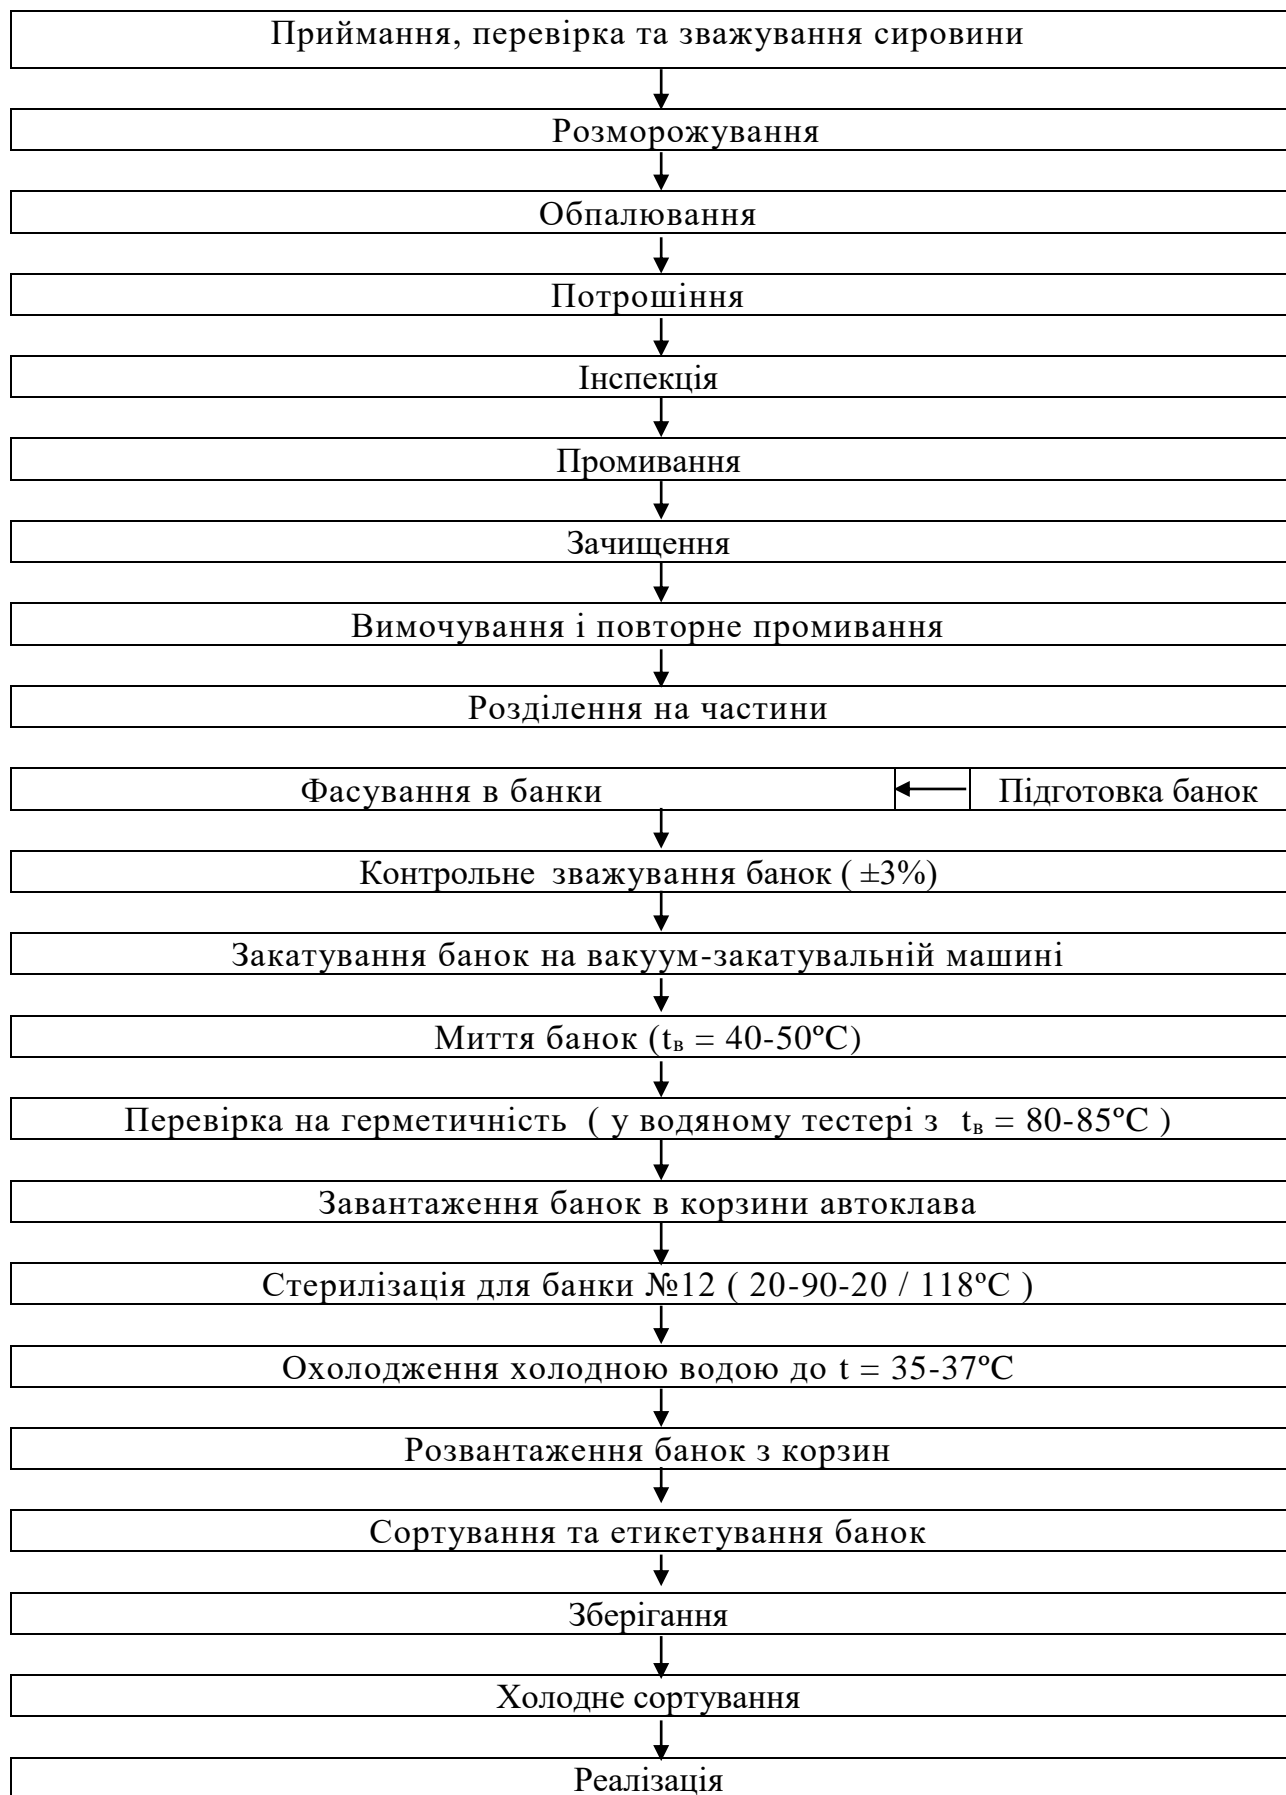 Приймання, перевірка та зважування сировини
Розморожування
Обпалювання
Потрошіння
Інспекція
Промивання
Зачищення
Вимочування і повторне промивання
Розділення на частини
Фасування в банки
Підготовка банок
Контрольне зважування банок ( ±3%)
Закатування банок на вакуум-закатувальній машині
Миття банок (tв = 40-50ºС)
Перевірка на герметичність ( у водяному тестері з tв = 80-85ºС )
Завантаження банок в корзини автоклава
Стерилізація для банки №12 ( 20-90-20 / 118ºС )
Охолодження холодною водою до t = 35-37ºС
Розвантаження банок з корзин
Сортування та етикетування банок
Зберігання
Холодне сортування
Реалізація